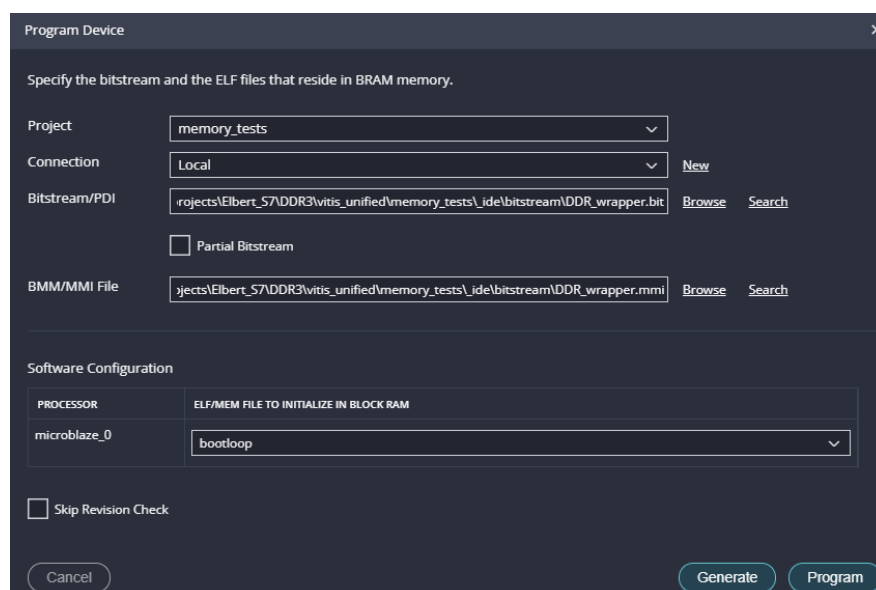 Program Device
Specify the bitstream and the ELF files that reside in BRAM memory.
Project memory_tests
Connection Local New
Bitstream/PDI rojects\Elbert_S7\DDR3\vitis_unified\memory_tests\_ide\bitstream\DDR_wrapper.bit Browse Search
Partial Bitstream
BMM/MMI File jects\Elbert_S7\DDR3\vitis_unified\memory_tests\_ide\bitstream\DDR_wrapper.mmi Browse Search
Software Configuration
PROCESSOR ELF/MEM FILE TO INITIALIZE IN BLOCK RAM
microblaze_0 bootloop
Skip Revision Check
Cancel Generate Program